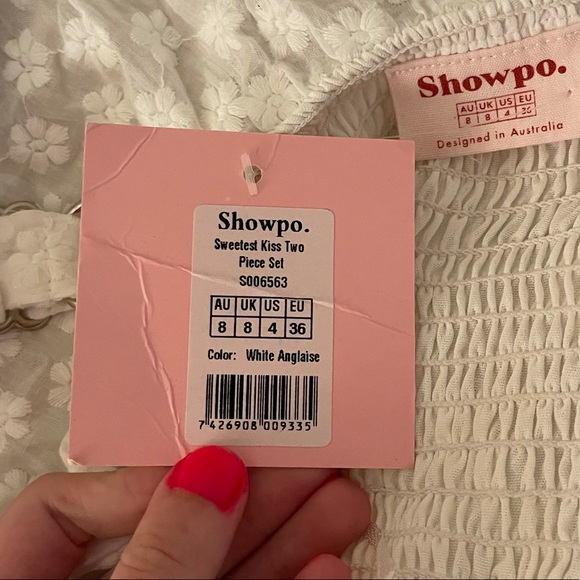 Showpo.
AU UK US EU
8 8 4 36
Designed in Australia
Showpo.
Sweetest Kiss Two
Piece Set
S006563
AU UK US EU
8 8 4 36
Color: White Anglaise
7 426908 009335